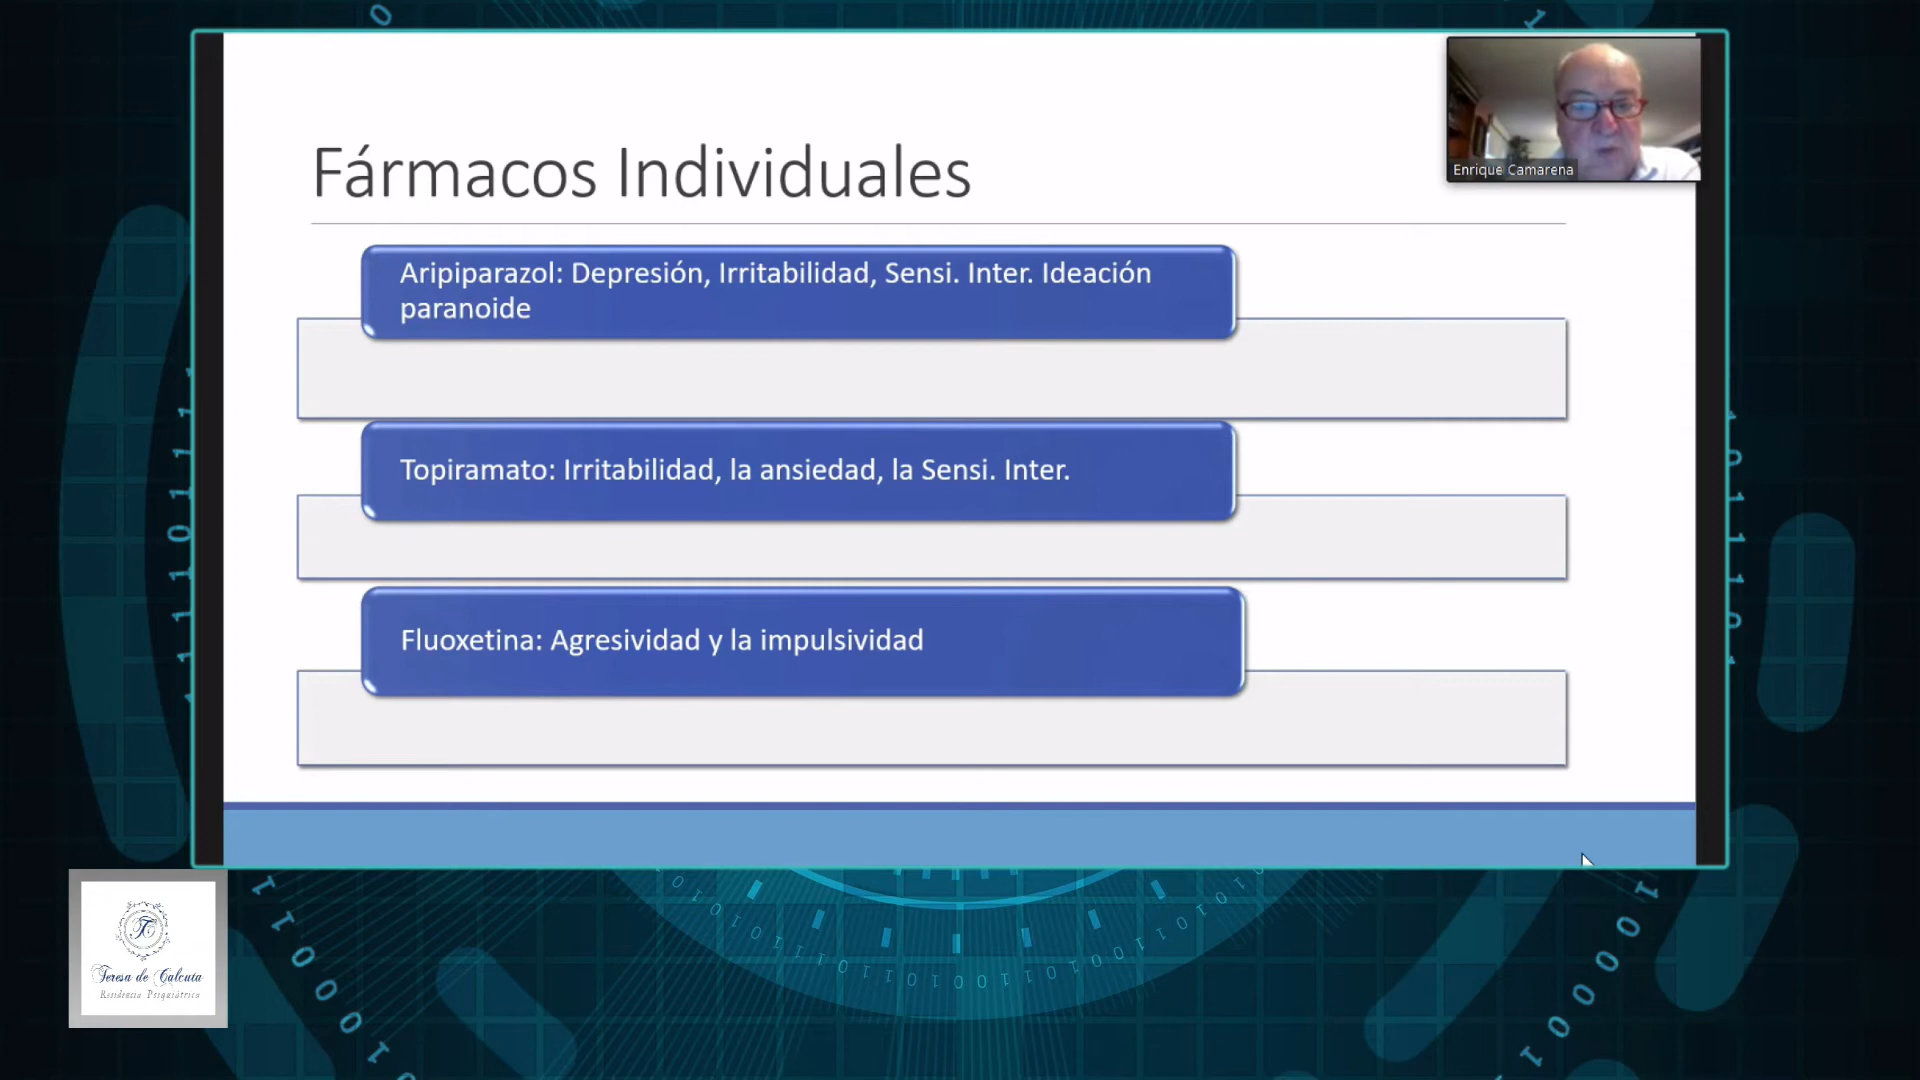 Fármacos Individuales
Enrique Camarena
Aripiparazol: Depresión, Irritabilidad, Sensi. Inter. Ideación
paranoide
Topiramato: Irritabilidad, la ansiedad, la Sensi. Inter.
Fluoxetina: Agresividad y la impulsividad
Teresa de Calcuta
Residencia Psiquiátrica